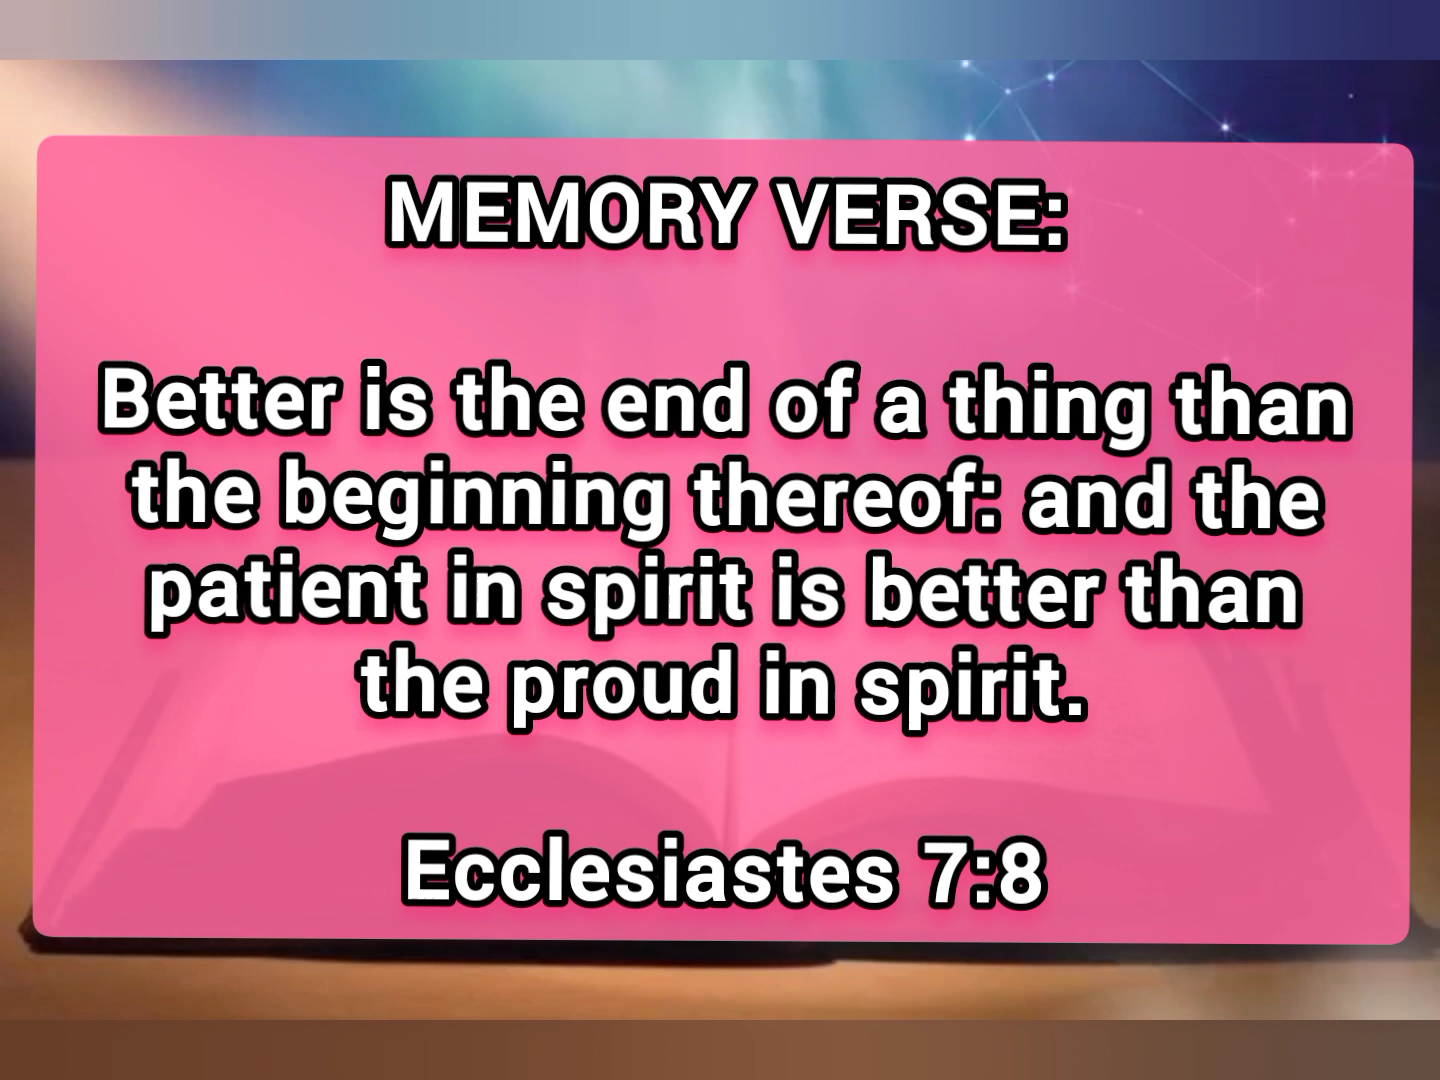 MEMORY VERSE:
Better is the end of a thing than
the beginning thereof: and the
patient in spirit is better than
the proud in spirit.
Ecclesiastes 7:8